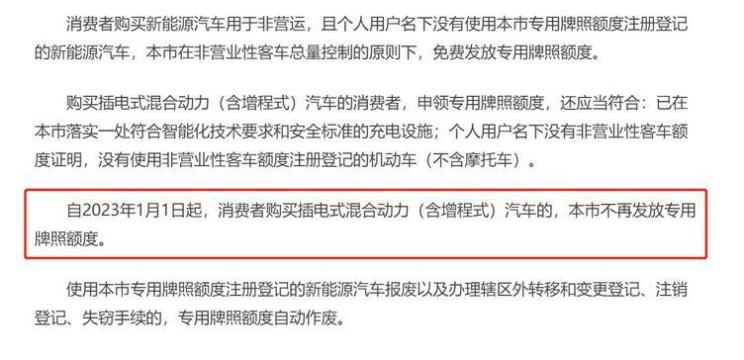 消费者购买新能源汽车用于非营运，且个人用户名下没有使用本市专用牌照额度注册登记
的新能源汽车，本市在非营业性客车总量控制的原则下，免费发放专用牌照额度。
购买插电式混合动力（含增程式）汽车的消费者，申领专用牌照额度，还应当符合：已在
本市落实一处符合智能化技术要求和安全标准的充电设施；个人用户名下没有非营业性客车额
度证明，没有使用非营业性客车额度注册登记的机动车（不含摩托车）。
自2023年1月1日起，消费者购买插电式混合动力（含增程式）汽车的，本市不再发放专用
牌照额度。
使用本市专用牌照额度注册登记的新能源汽车报废以及办理辖区外转移和变更登记、注销
登记、失窃手续的，专用牌照额度自动作废。